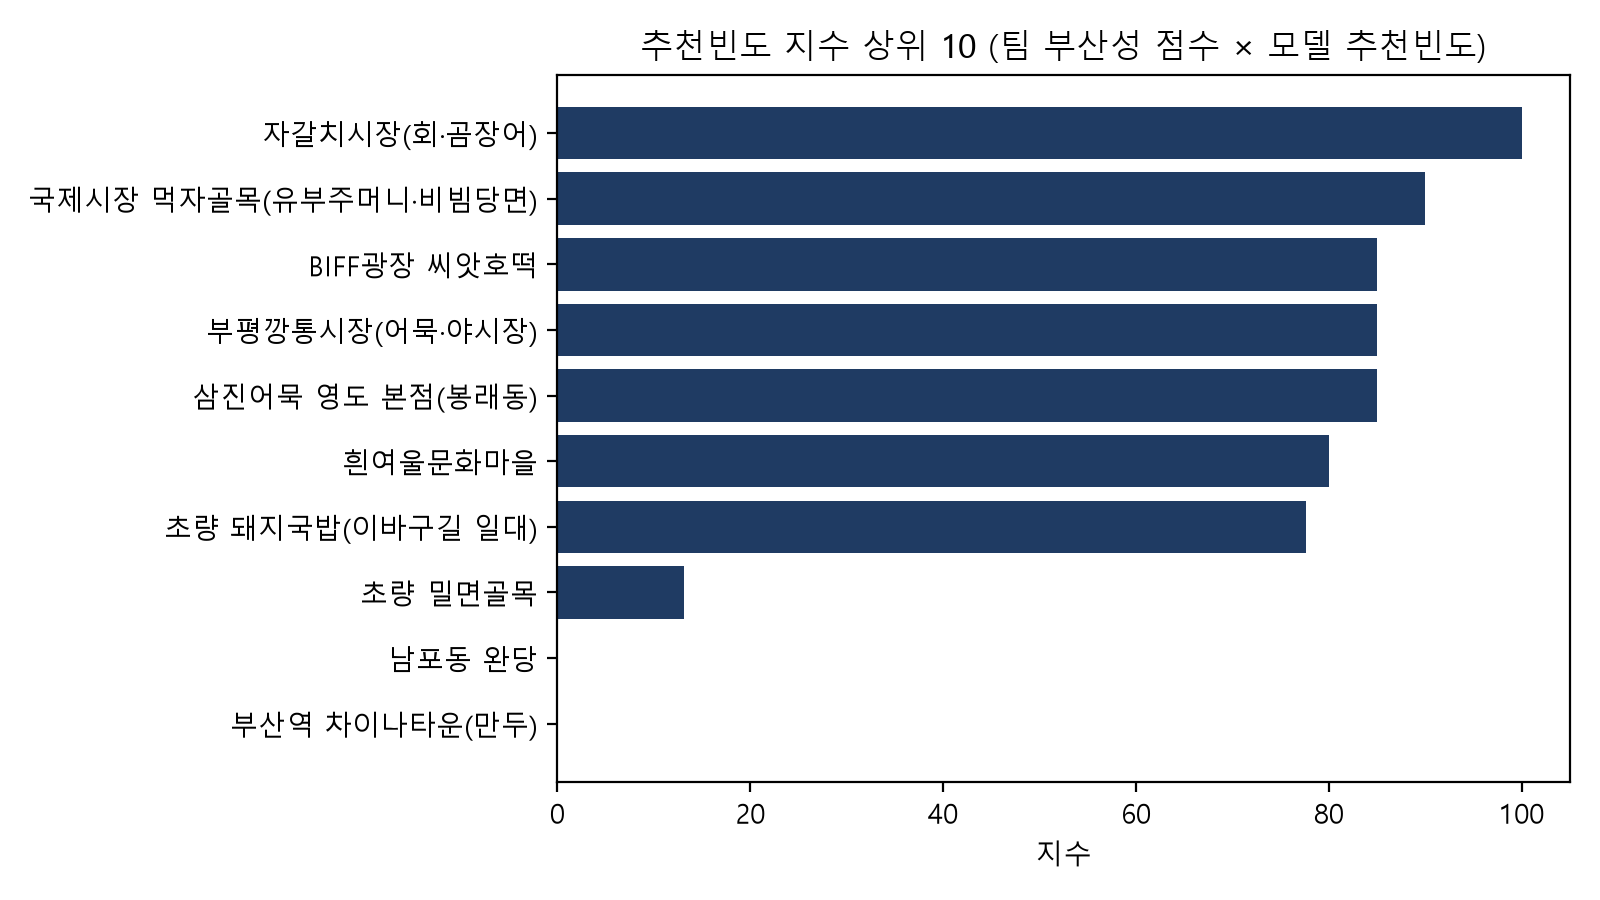 추천빈도 지수 상위 10 (팀 부산성 점수 × 모델 추천빈도)
자갈치시장(회·곰장어)
국제시장 먹자골목(유부주머니·비빔당면)
BIFF광장 씨앗호떡
부평깡통시장(어묵·야시장)
삼진어묵 영도 본점(봉래동)
흰여울문화마을
초량 돼지국밥(이바구길 일대)
초량 밀면골목
남포동 완당
부산역 차이나타운(만두)
0 20 40 60 80 100
지수